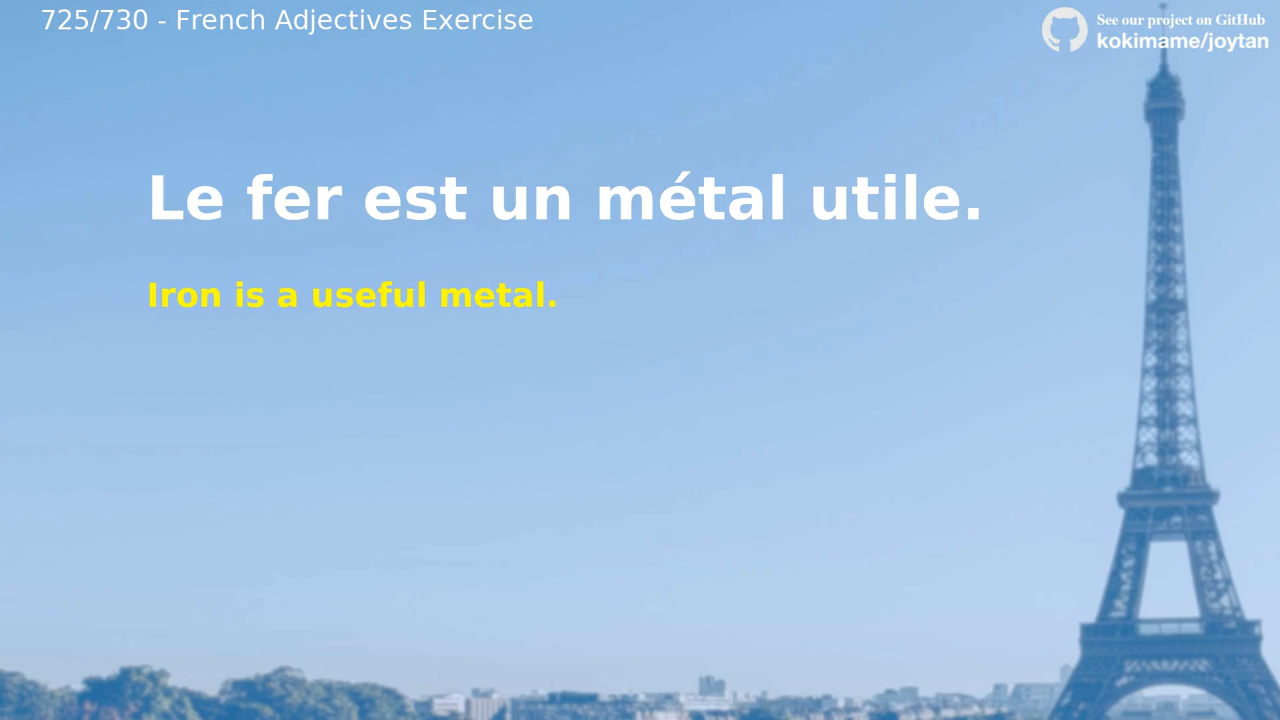 725/730 - French Adjectives Exercise
See our project on GitHub
kokimame/joytan
Le fer est un métal utile.
Iron is a useful metal.